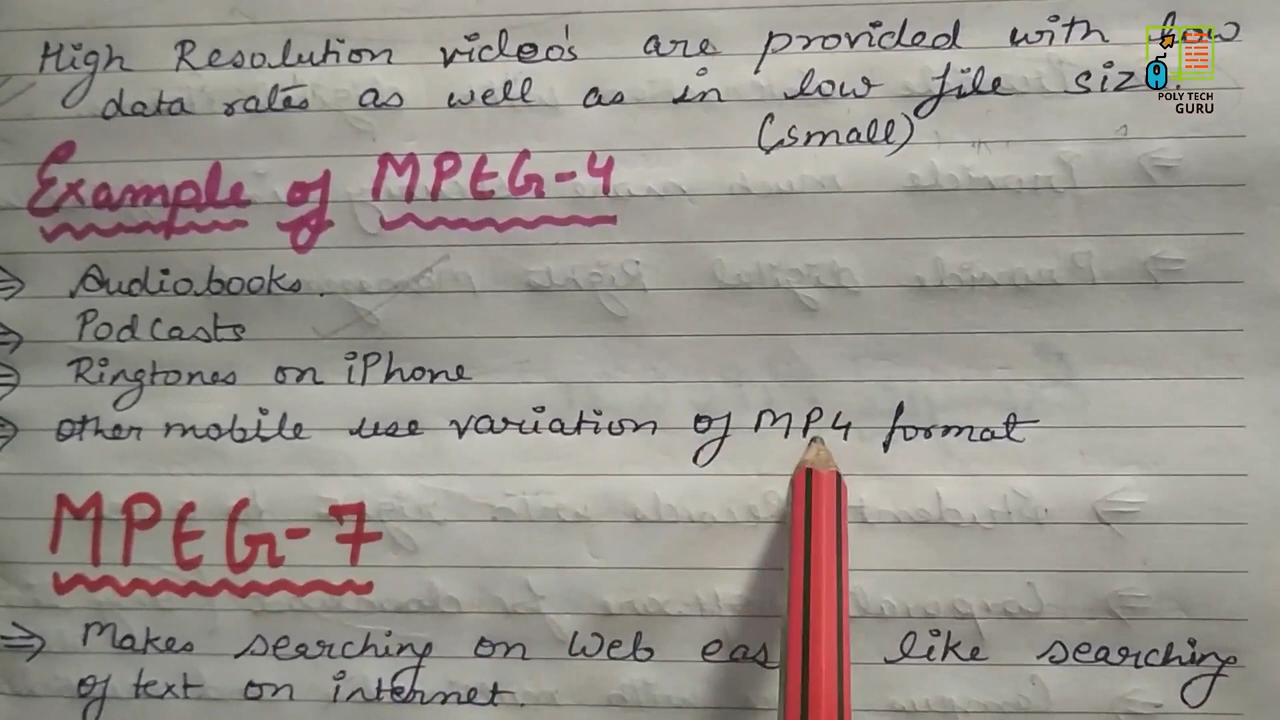 High Resolution video's are provided with low
data rates as well as in low file size.
(small)
POLY TECH
GURU
Example of MPEG-4
⇒ Audiobooks.
⇒ Podcasts
⇒ Ringtones on iPhone
⇒ other mobile use variation of MP4 format
MPEG-7
⇒ Makes searching on Web eas like searching
of text on internet.